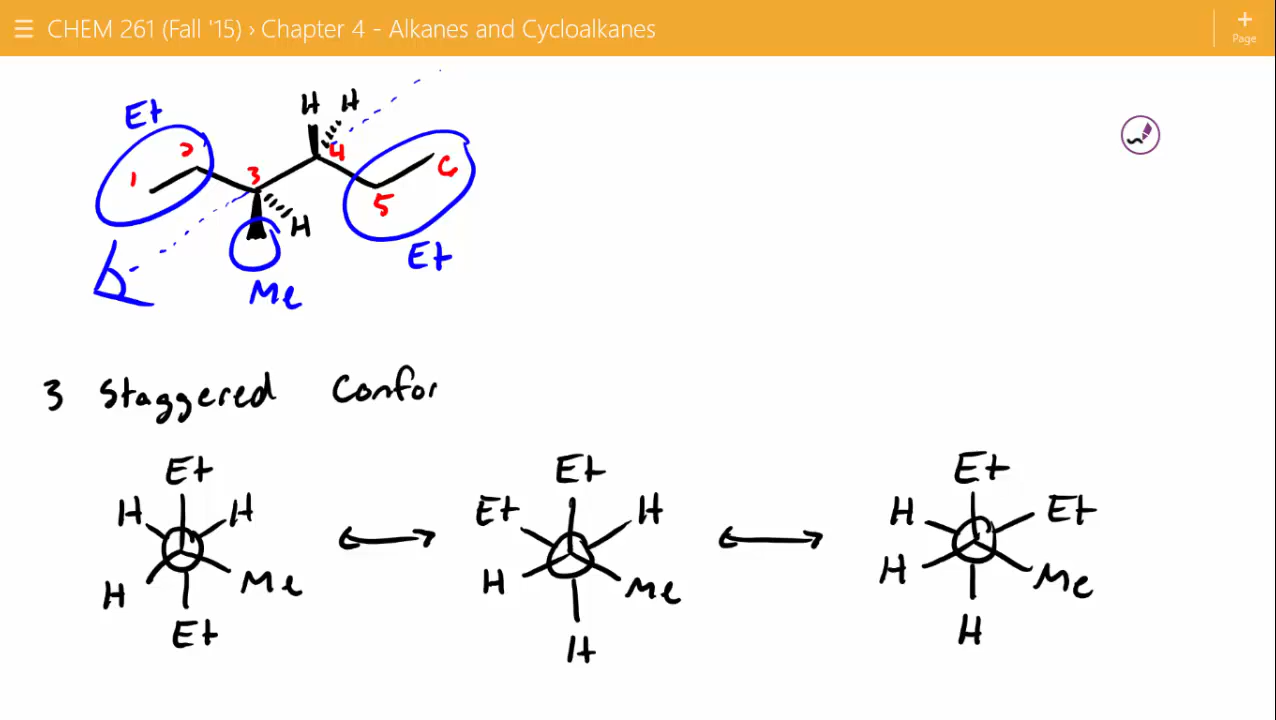 ☰ CHEM 261 (Fall '15) › Chapter 4 - Alkanes and Cycloalkanes
+ Page
Et H H
1 2 3 4 5 6
H
Et
Me
3 Staggered Confor
Et Et Et
H H Et H H Et
H Me H Me H Me
Et H H